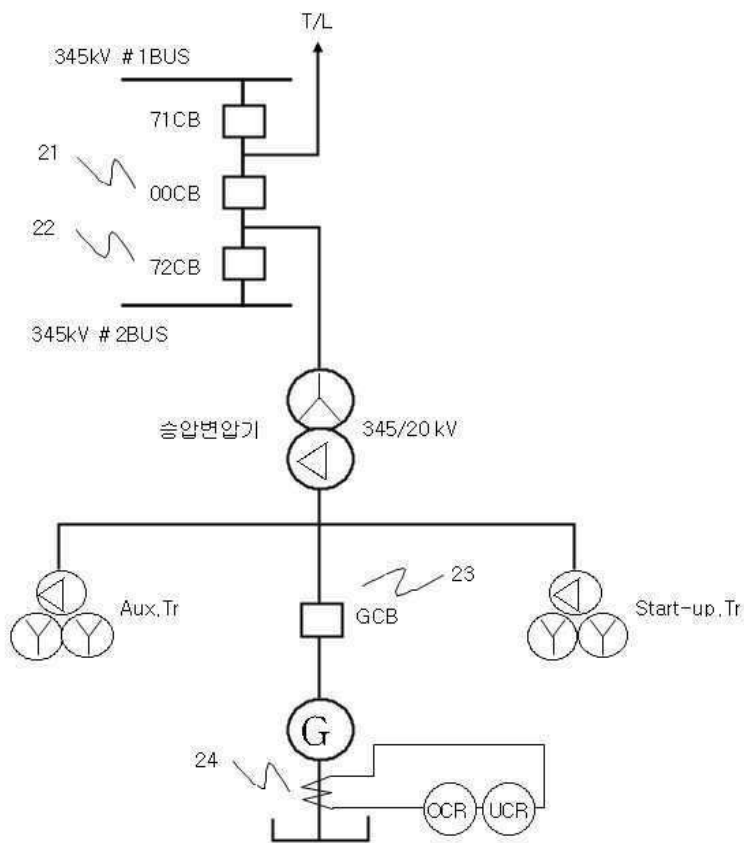 T/L
345kV #1BUS
71CB
21
00CB
22
72CB
345kV #2BUS
승압변압기
345/20 kV
23
Aux,Tr
GCB
Start-up,Tr
G
24
OCR
UCR